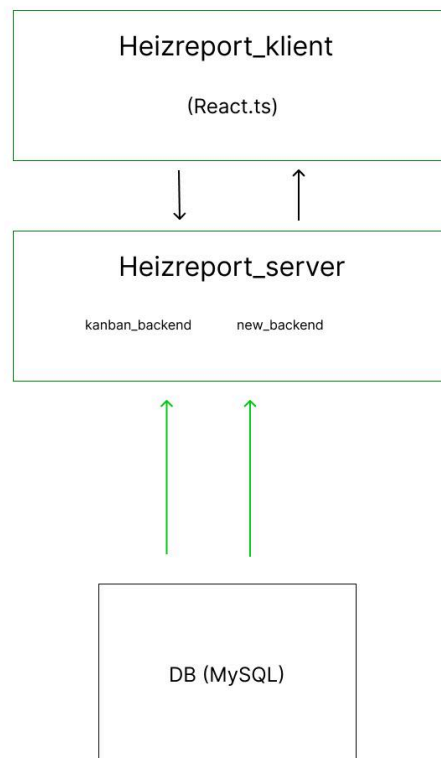 Heizreport_klient
(React.ts)
Heizreport_server
kanban_backend new_backend
DB (MySQL)